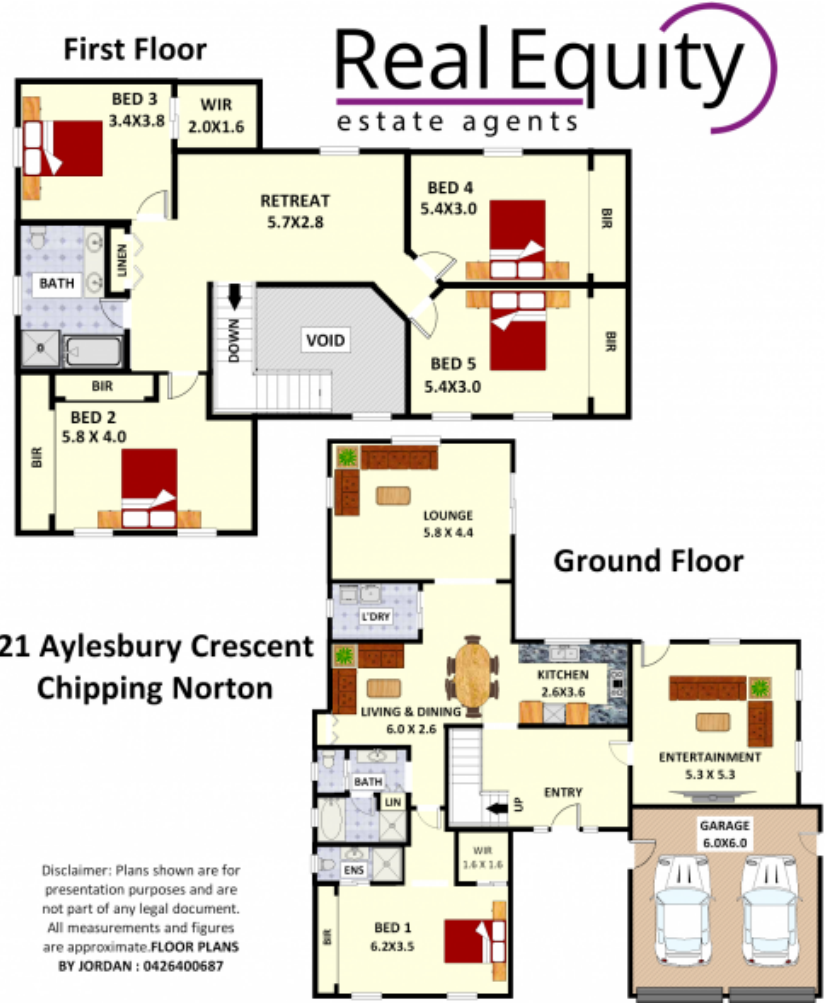 Real Equity
estate agents
First Floor
BED 3
3.4X3.8
WIR
2.0X1.6
RETREAT
5.7X2.8
BED 4
5.4X3.0
BIR
LINEN
BATH
DOWN
VOID
BED 5
5.4X3.0
BIR
BIR
BED 2
5.8 X 4.0
BIR
LOUNGE
5.8 X 4.4
Ground Floor
L'DRY
21 Aylesbury Crescent
Chipping Norton
KITCHEN
2.6X3.6
LIVING & DINING
6.0 X 2.6
ENTERTAINMENT
5.3 X 5.3
BATH
LIN
UP
ENTRY
GARAGE
6.0X6.0
WIR
1.6 X 1.6
ENS
BED 1
6.2X3.5
BIR
Disclaimer: Plans shown are for
presentation purposes and are
not part of any legal document.
All measurements and figures
are approximate.FLOOR PLANS
BY JORDAN : 0426400687